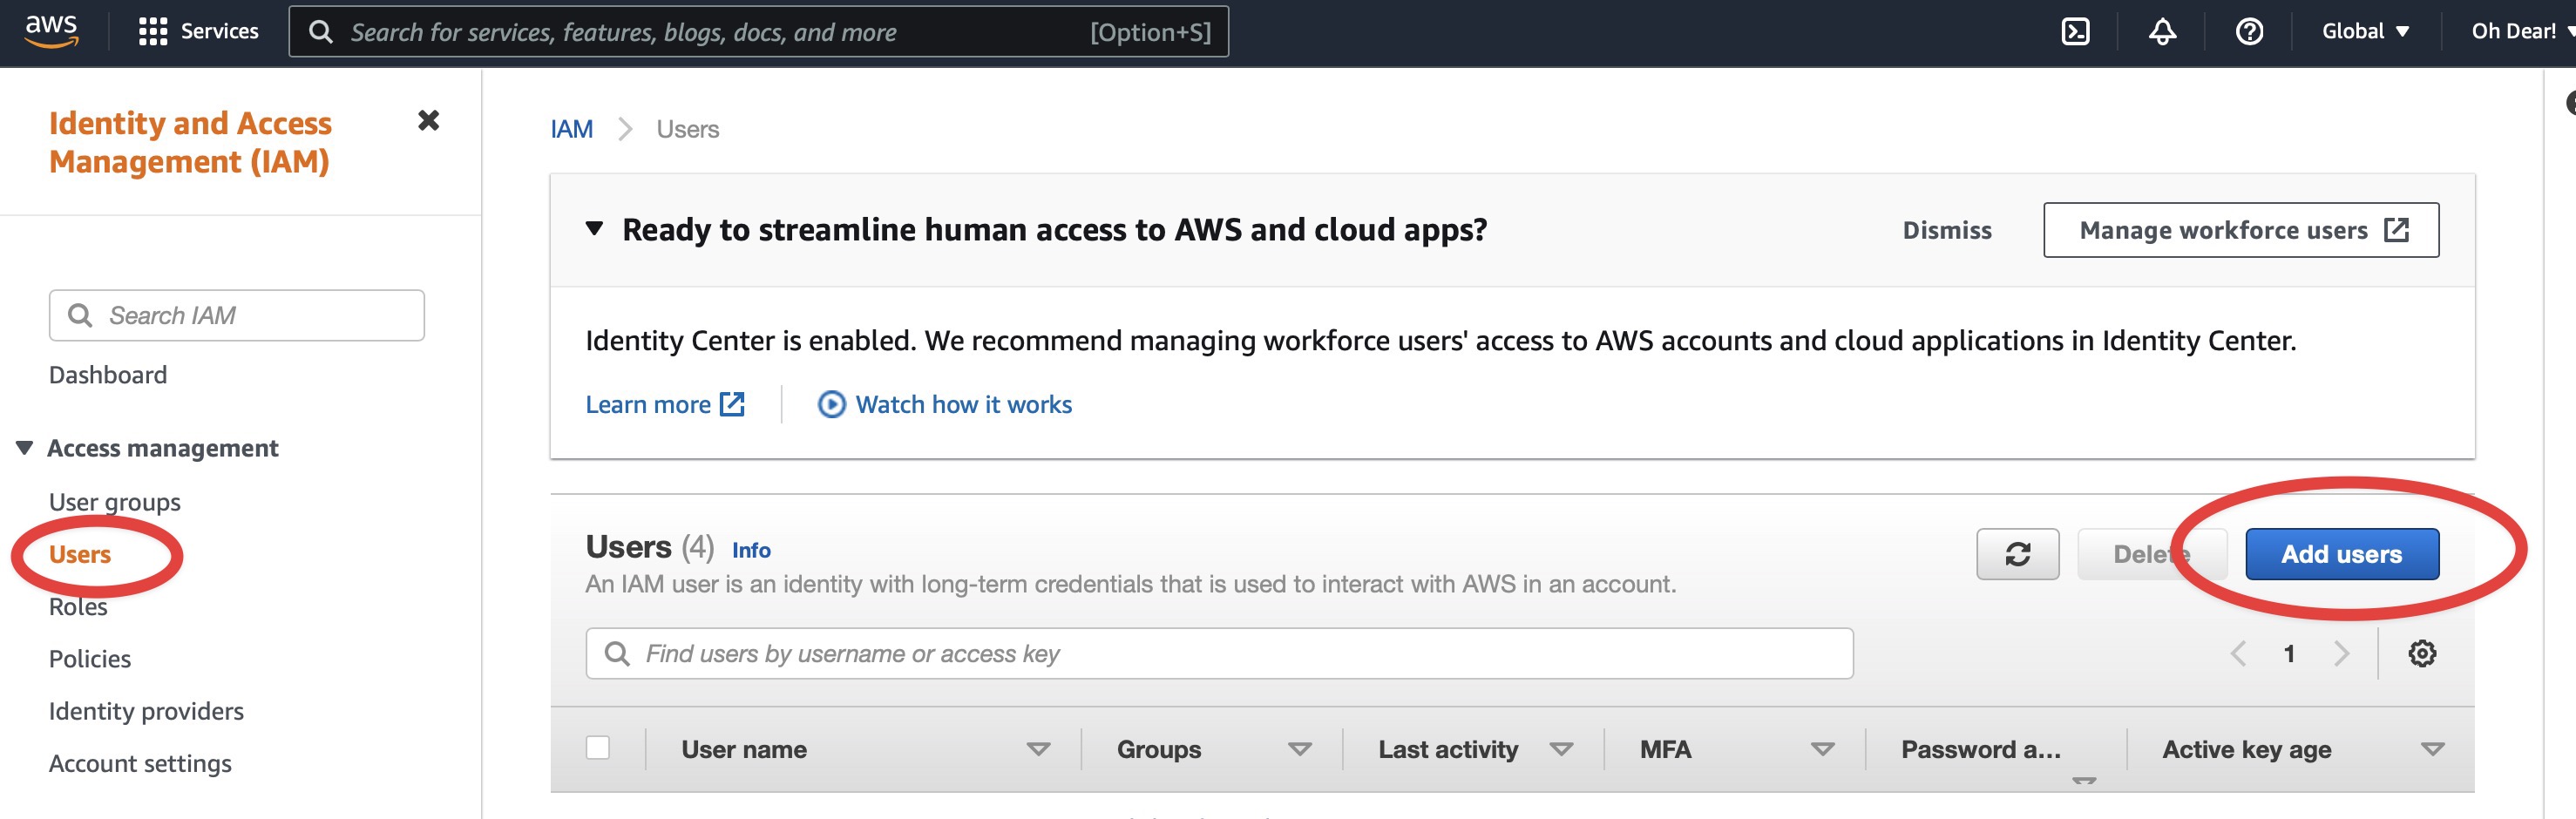 aws
Services
Search for services, features, blogs, docs, and more
[Option+S]
Global
Oh Dear!
Identity and Access
Management (IAM)
Search IAM
Dashboard
Access management
User groups
Users
Roles
Policies
Identity providers
Account settings
IAM
Users
Ready to streamline human access to AWS and cloud apps?
Dismiss
Manage workforce users
Identity Center is enabled. We recommend managing workforce users' access to AWS accounts and cloud applications in Identity Center.
Learn more
Watch how it works
Users (4) Info
An IAM user is an identity with long-term credentials that is used to interact with AWS in an account.
Delete
Add users
Find users by username or access key
1
User name
Groups
Last activity
MFA
Password a...
Active key age